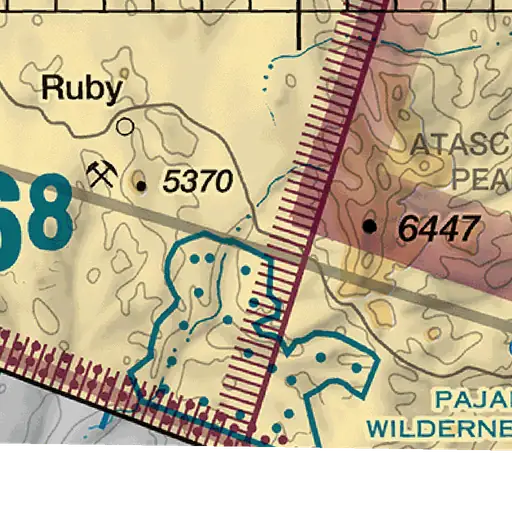 Ruby
ATASC
PEA
5370
68
6447
PAJA
WILDERNE